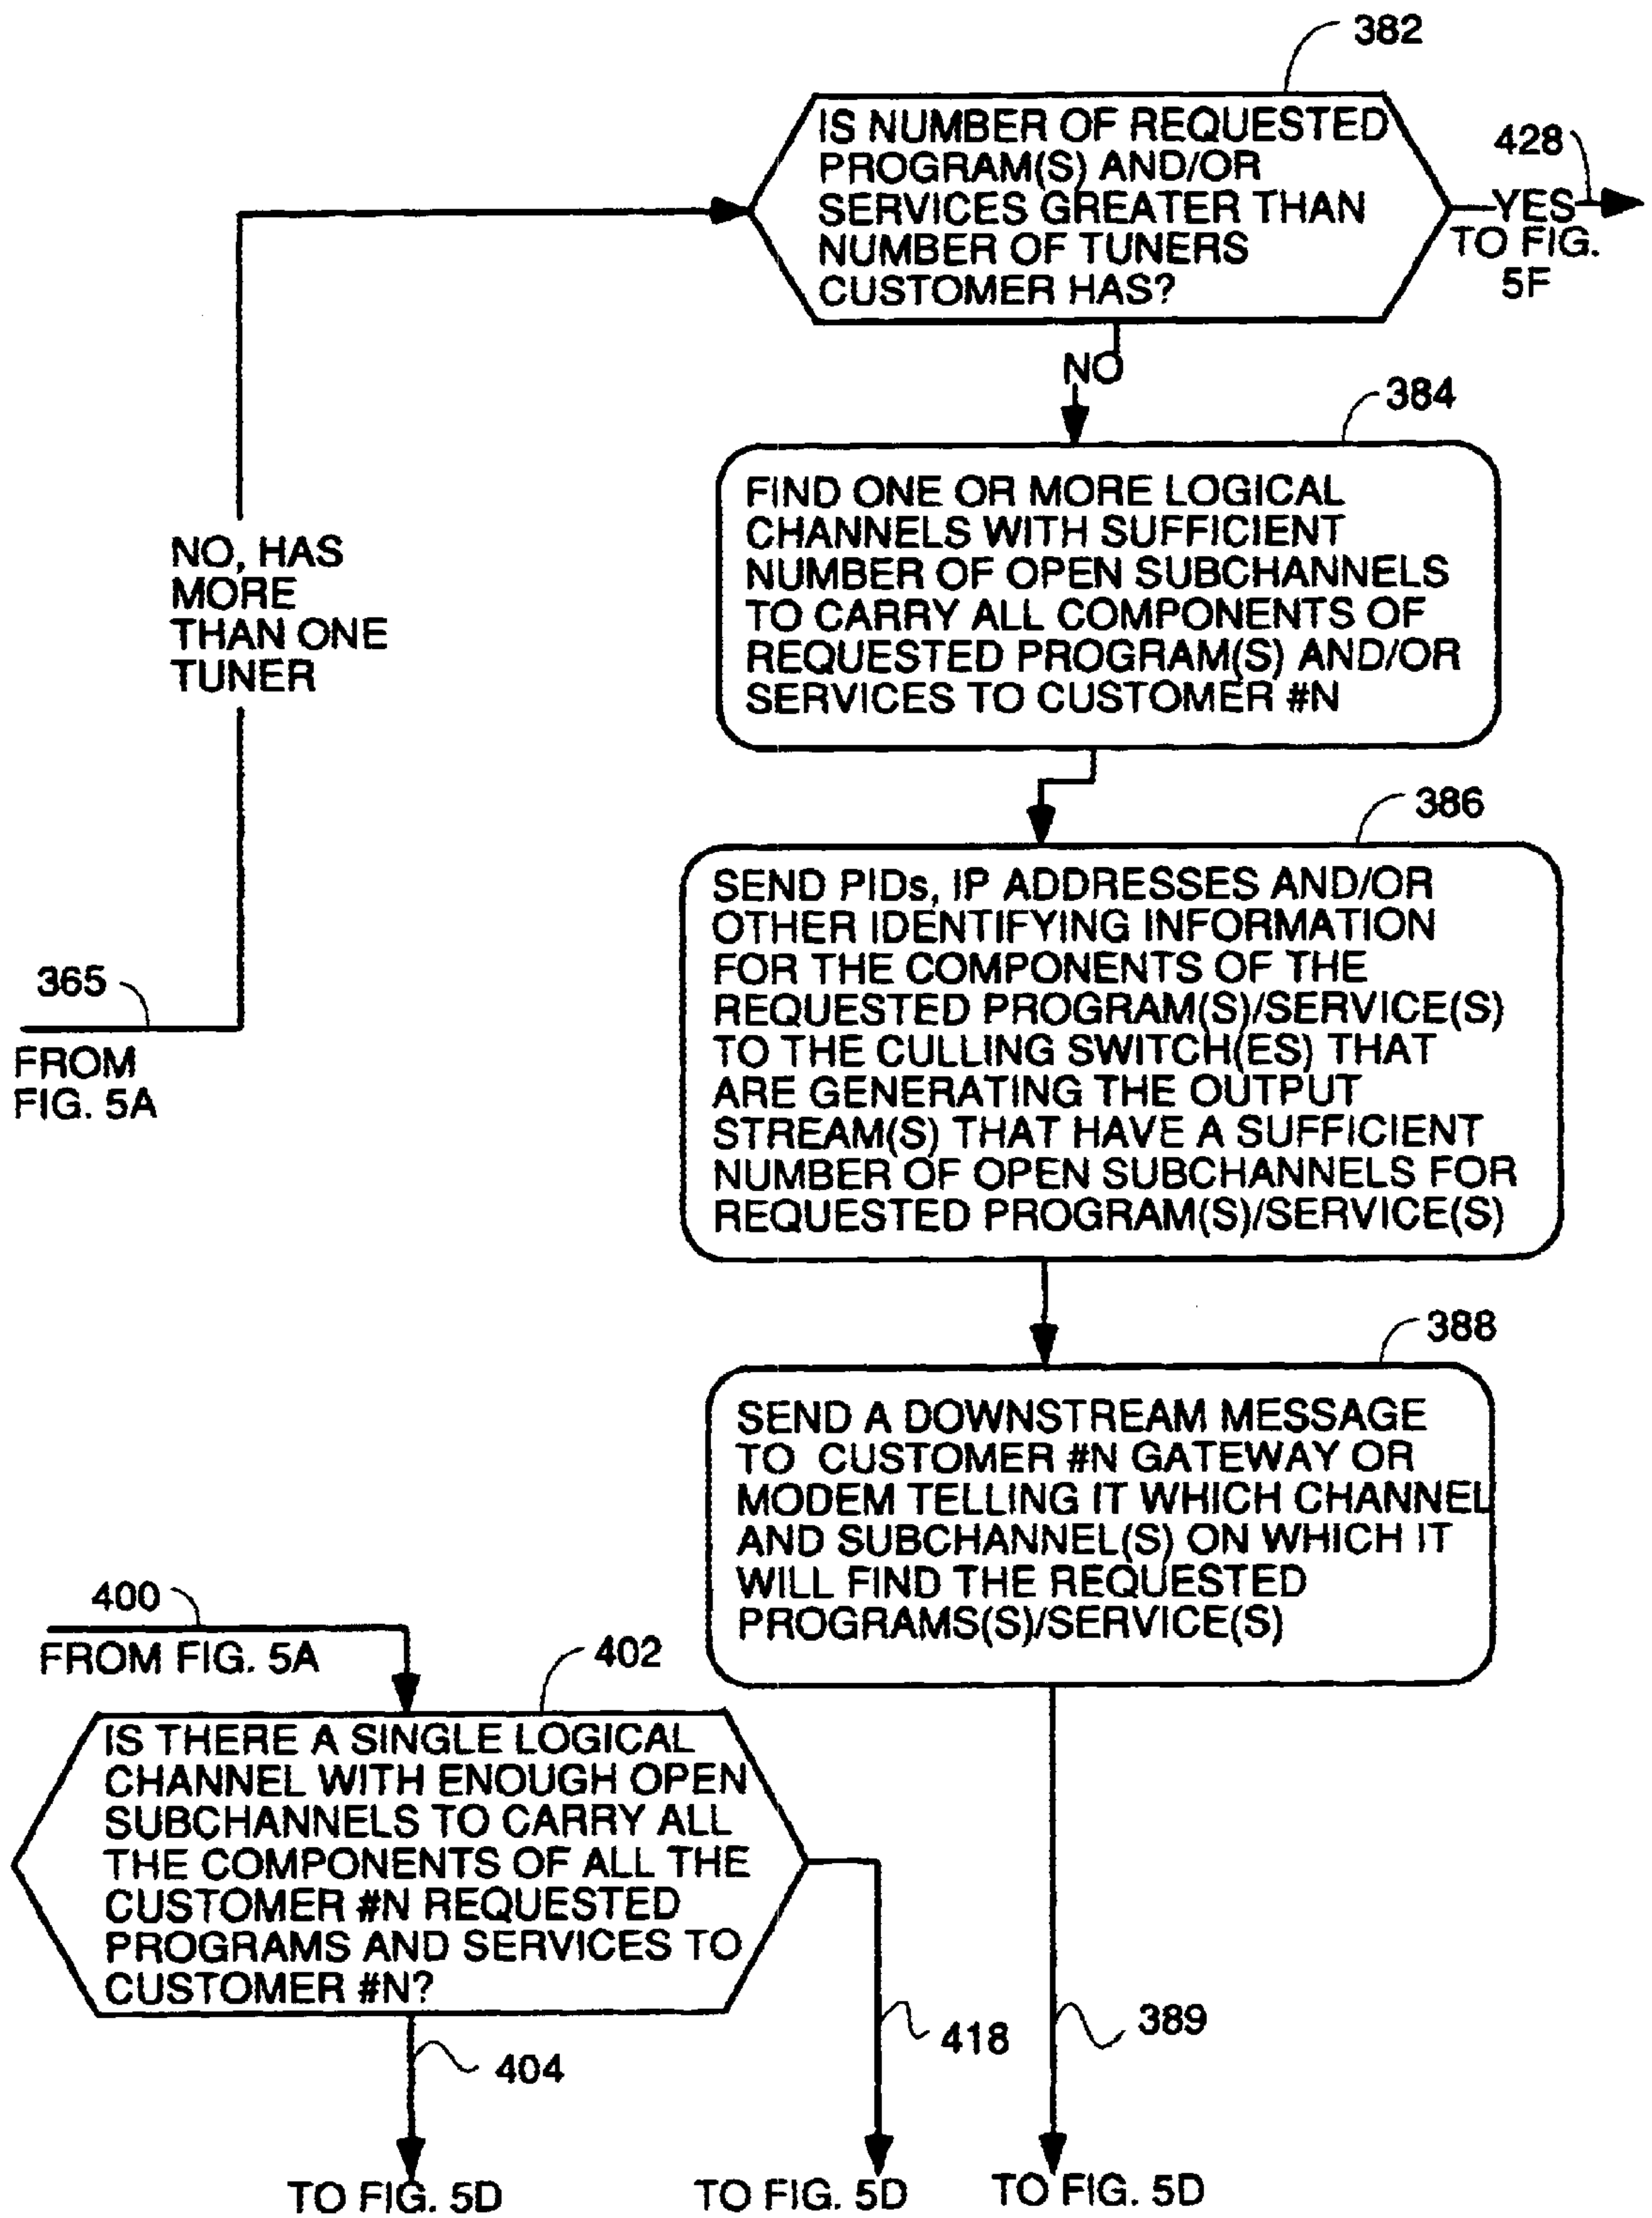 382
IS NUMBER OF REQUESTED
PROGRAM(S) AND/OR
SERVICES GREATER THAN
NUMBER OF TUNERS
CUSTOMER HAS?
428
YES
TO FIG.
5F
NO
384
FIND ONE OR MORE LOGICAL
CHANNELS WITH SUFFICIENT
NUMBER OF OPEN SUBCHANNELS
TO CARRY ALL COMPONENTS OF
REQUESTED PROGRAM(S) AND/OR
SERVICES TO CUSTOMER #N
NO, HAS
MORE
THAN ONE
TUNER
365
FROM
FIG. 5A
386
SEND PIDs, IP ADDRESSES AND/OR
OTHER IDENTIFYING INFORMATION
FOR THE COMPONENTS OF THE
REQUESTED PROGRAM(S)/SERVICE(S)
TO THE CULLING SWITCH(ES) THAT
ARE GENERATING THE OUTPUT
STREAM(S) THAT HAVE A SUFFICIENT
NUMBER OF OPEN SUBCHANNELS FOR
REQUESTED PROGRAM(S)/SERVICE(S)
388
SEND A DOWNSTREAM MESSAGE
TO CUSTOMER #N GATEWAY OR
MODEM TELLING IT WHICH CHANNEL
AND SUBCHANNEL(S) ON WHICH IT
WILL FIND THE REQUESTED
PROGRAMS(S)/SERVICE(S)
400
FROM FIG. 5A
402
IS THERE A SINGLE LOGICAL
CHANNEL WITH ENOUGH OPEN
SUBCHANNELS TO CARRY ALL
THE COMPONENTS OF ALL THE
CUSTOMER #N REQUESTED
PROGRAMS AND SERVICES TO
CUSTOMER #N?
404
418
389
TO FIG. 5D
TO FIG. 5D
TO FIG. 5D